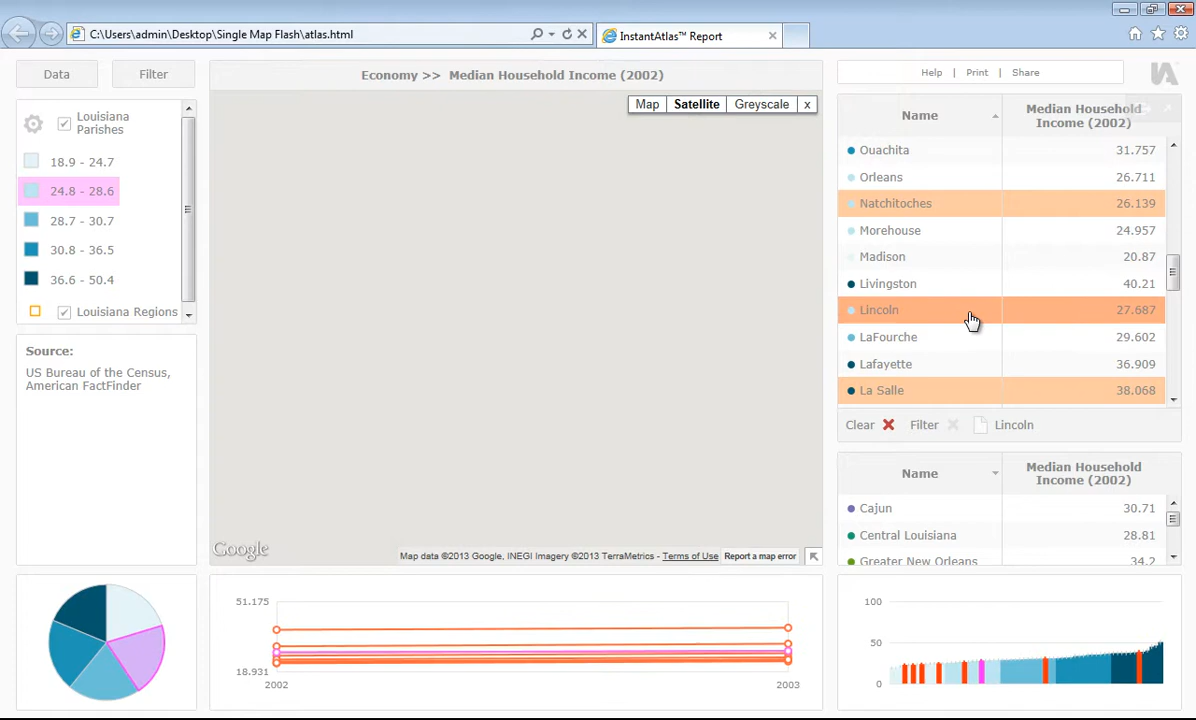 C:\Users\admin\Desktop\Single Map Flash\atlas.html
InstantAtlas™ Report
Data
Filter
Economy >> Median Household Income (2002)
Help | Print | Share
IA
Louisiana
Parishes
18.9 - 24.7
24.8 - 28.6
28.7 - 30.7
30.8 - 36.5
36.6 - 50.4
Louisiana Regions
Source:
US Bureau of the Census,
American FactFinder
Map
Satellite
Greyscale
x
Google
Map data ©2013 Google, INEGI Imagery ©2013 TerraMetrics - Terms of Use
Report a map error
Name
Median Household
Income (2002)
Ouachita 31.757
Orleans 26.711
Natchitoches 26.139
Morehouse 24.957
Madison 20.87
Livingston 40.21
Lincoln 27.687
LaFourche 29.602
Lafayette 36.909
La Salle 38.068
Clear Filter Lincoln
Name
Median Household
Income (2002)
Cajun 30.71
Central Louisiana 28.81
Greater New Orleans 34.2
51.175
18.931
2002
2003
100
50
0